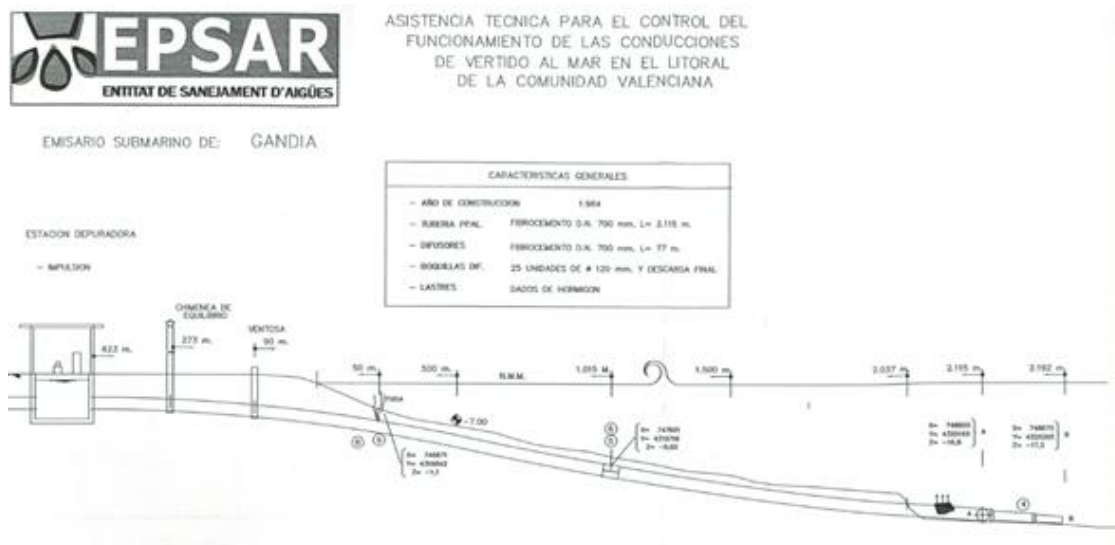 EPSAR
ENTITAT DE SANEJAMENT D'AIGÜES
ASISTENCIA TECNICA PARA EL CONTROL DEL
FUNCIONAMIENTO DE LAS CONDUCCIONES
DE VERTIDO AL MAR EN EL LITORAL
DE LA COMUNIDAD VALENCIANA
EMISARIO SUBMARINO DE: GANDIA
CARACTERISTICAS GENERALES
- AÑO DE CONSTRUCCION 1.984
- TUBERIA PPAL. FIBROCEMENTO D.N. 700 mm. L= 2.115 m.
- DIFUSORES FIBROCEMENTO D.N. 700 mm. L= 77 m.
- BOQUILLAS DIF. 25 UNIDADES DE ø 120 mm. Y DESCARGA FINAL
- LASTRES DADOS DE HORMIGON
ESTACION DEPURADORA
- IMPULSION
CHIMENEA DE
EQUILIBRIO
VENTOSA
423 m.
273 m.
90 m.
50 m.
300 m.
N.M.M.
1.015 M.
1.500 m.
2.037 m.
2.115 m.
2.192 m.
-7.00
A
B
4
A
B